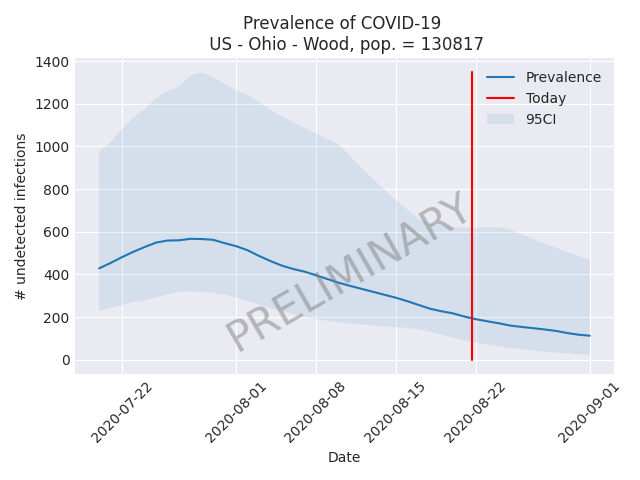 Prevalence of COVID-19
US - Ohio - Wood, pop. = 130817
1400
1200
1000
800
600
400
200
0
# undetected infections
Prevalence
Today
95CI
PRELIMINARY
2020-07-22
2020-08-01
2020-08-08
2020-08-15
2020-08-22
2020-09-01
Date